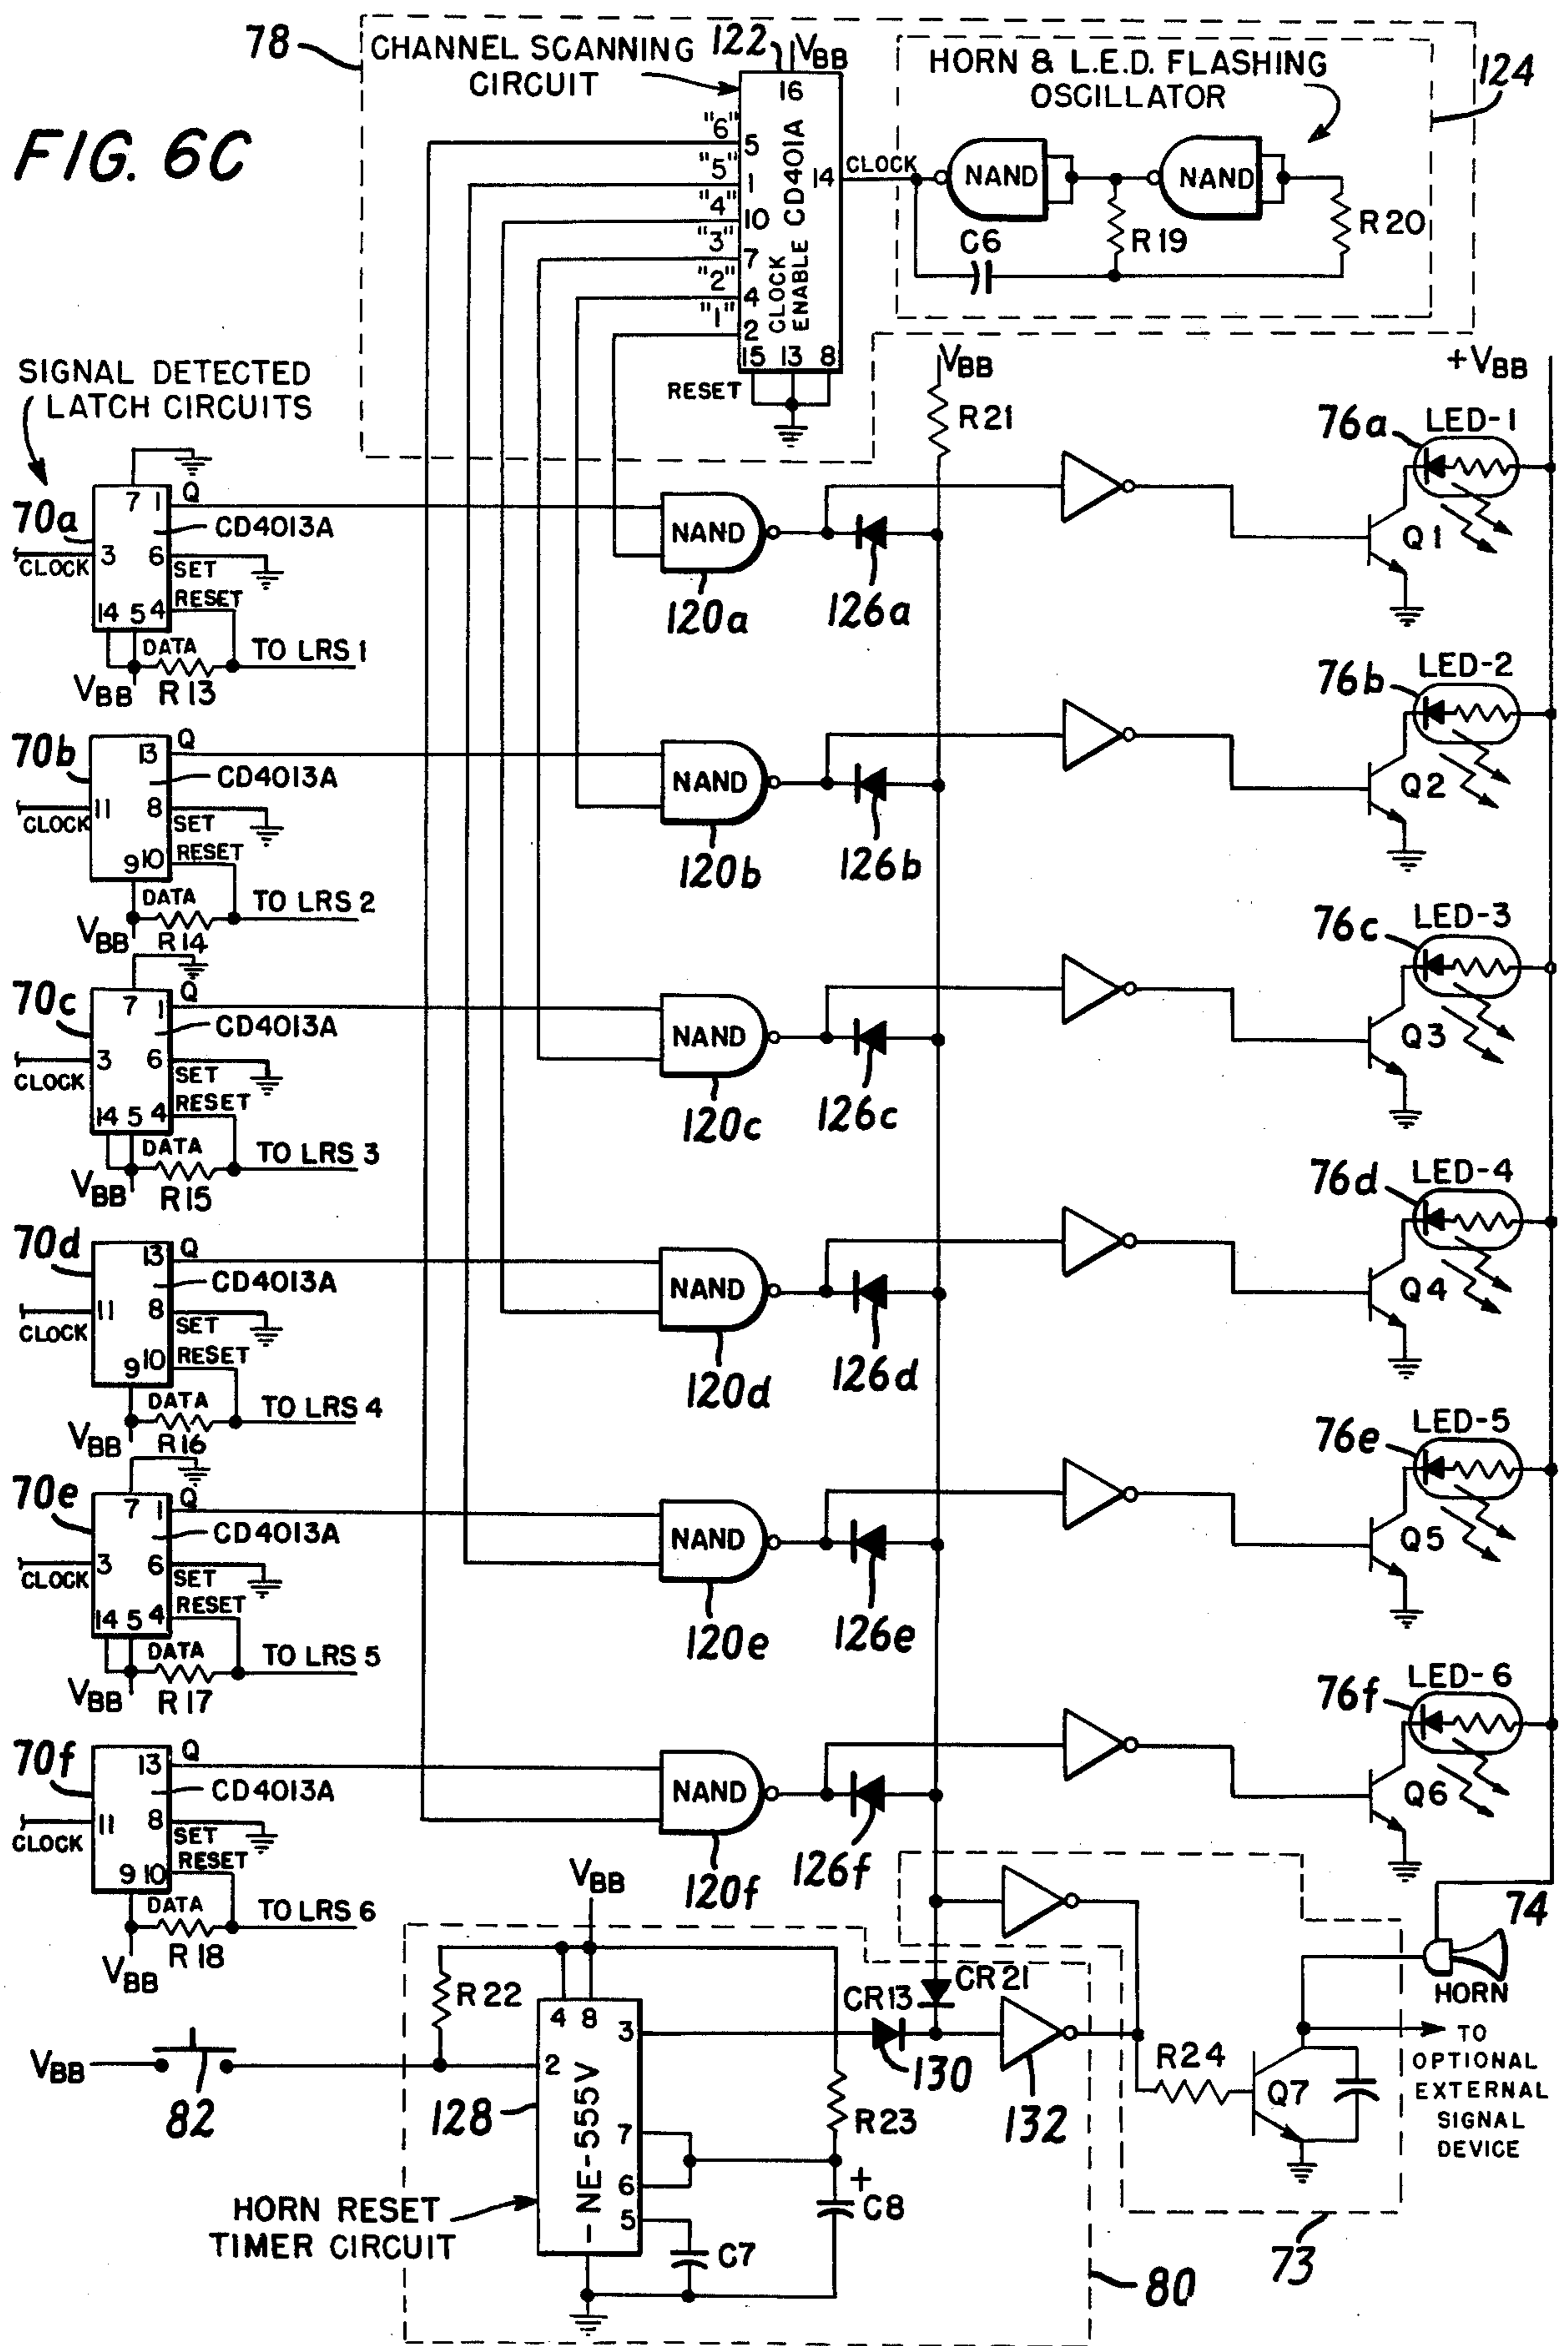 FIG. 6C
78
CHANNEL SCANNING
CIRCUIT
122
VBB
HORN & L.E.D. FLASHING
OSCILLATOR
124
16
"6"
5
"5"
1
"4"
10
"3"
7
"2"
4
"1"
2
CD401A
CLOCK
ENABLE
14
CLOCK
15 13 8
RESET
NAND
NAND
C6
R19
R20
SIGNAL DETECTED
LATCH CIRCUITS
VBB
R21
+VBB
70a
7 1 Q
CD4013A
CLOCK
3
6
SET
RESET
14 5 4
DATA
TO LRS 1
VBB
R13
NAND
120a
126a
76a
LED-1
Q1
70b
13 Q
CD4013A
CLOCK
11
8
SET
RESET
9 10
DATA
TO LRS 2
VBB
R14
NAND
120b
126b
76b
LED-2
Q2
70c
7 1 Q
CD4013A
CLOCK
3
6
SET
RESET
14 5 4
DATA
TO LRS 3
VBB
R15
NAND
120c
126c
76c
LED-3
Q3
70d
13 Q
CD4013A
CLOCK
11
8
SET
RESET
9 10
DATA
TO LRS 4
VBB
R16
NAND
120d
126d
76d
LED-4
Q4
70e
7 1 Q
CD4013A
CLOCK
3
6
SET
RESET
14 5 4
DATA
TO LRS 5
VBB
R17
NAND
120e
126e
76e
LED-5
Q5
70f
13 Q
CD4013A
CLOCK
11
8
SET
RESET
9 10
DATA
TO LRS 6
VBB
R18
NAND
120f
126f
76f
LED-6
Q6
VBB
R22
4 8
3
2
7
6
5
NE-555V
VBB
82
128
HORN RESET
TIMER CIRCUIT
C7
C8
+
R23
CR13
CR21
130
132
R24
Q7
74
HORN
TO
OPTIONAL
EXTERNAL
SIGNAL
DEVICE
73
80